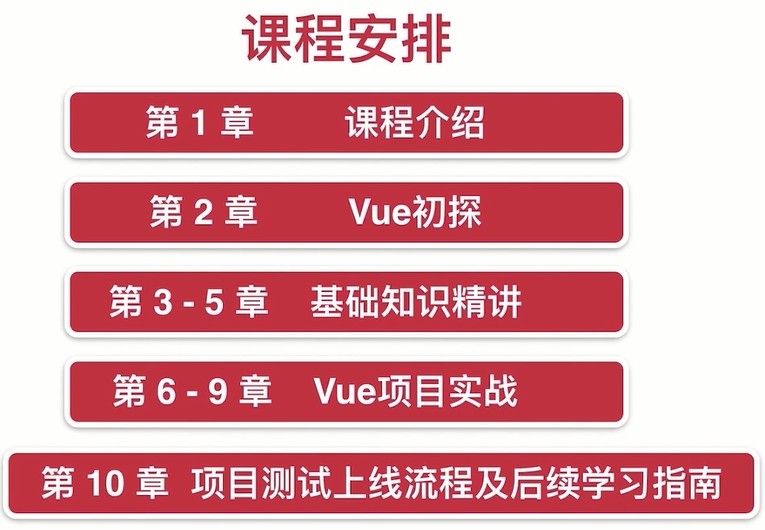 课程安排
第 1 章 课程介绍
第 2 章 Vue初探
第 3 - 5 章 基础知识精讲
第 6 - 9 章 Vue项目实战
第 10 章 项目测试上线流程及后续学习指南